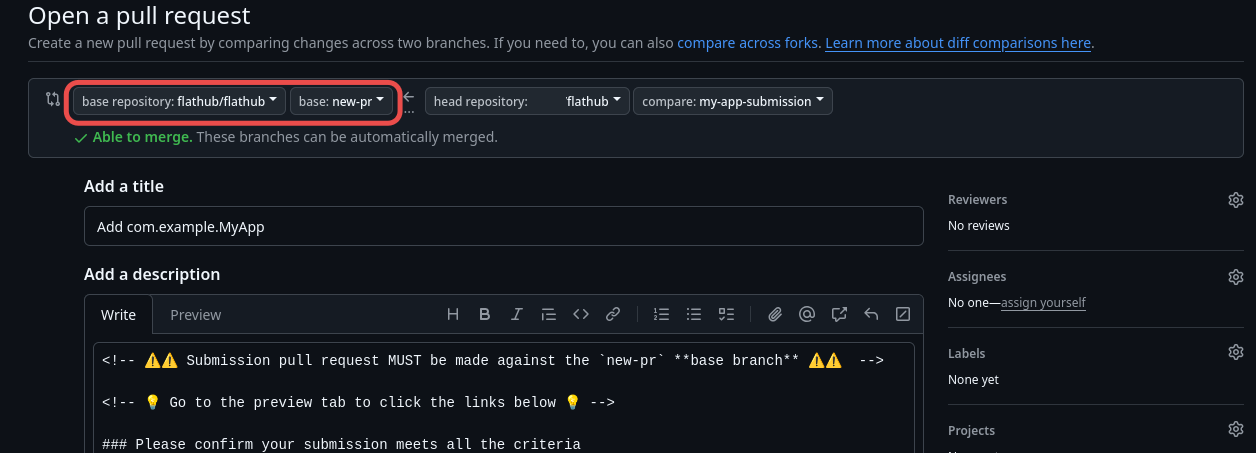 Open a pull request
Create a new pull request by comparing changes across two branches. If you need to, you can also compare across forks. Learn more about diff comparisons here.
base repository: flathub/flathub base: new-pr ... head repository: flathub compare: my-app-submission
Able to merge. These branches can be automatically merged.
Add a title
Add com.example.MyApp
Add a description
Write Preview
<!-- ⚠️⚠️ Submission pull request MUST be made against the `new-pr` **base branch** ⚠️⚠️ -->
<!-- 💡 Go to the preview tab to click the links below 💡 -->
### Please confirm your submission meets all the criteria
Reviewers
No reviews
Assignees
No one—assign yourself
Labels
None yet
Projects